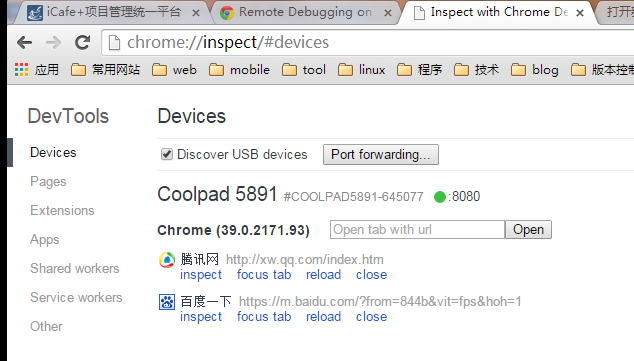 iCafe+项目管理统一平台
Remote Debugging on
Inspect with Chrome De
打开
chrome://inspect/#devices
应用 常用网站 web mobile tool linux 程序 技术 blog 版本控制
DevTools
Devices
Devices
Discover USB devices Port forwarding...
Pages
Coolpad 5891 #COOLPAD5891-645077 :8080
Extensions
Chrome (39.0.2171.93) Open tab with url Open
Apps
腾讯网 http://xw.qq.com/index.htm
Shared workers
inspect focus tab reload close
Service workers
百度一下 https://m.baidu.com/?from=844b&vit=fps&hoh=1
inspect focus tab reload close
Other